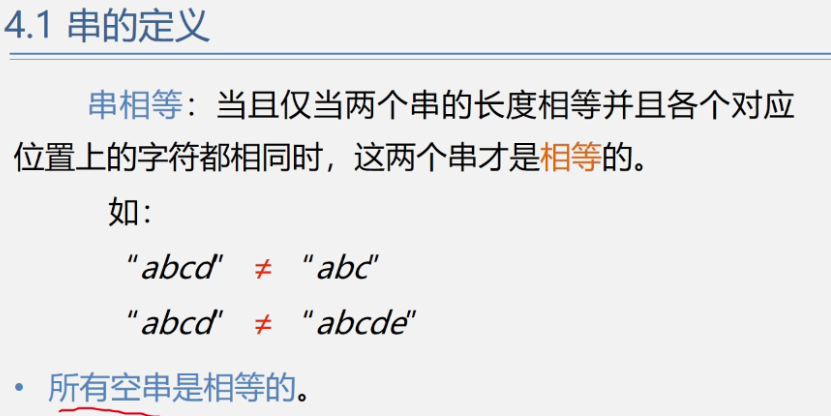 4.1 串的定义
串相等：当且仅当两个串的长度相等并且各个对应
位置上的字符都相同时，这两个串才是相等的。
如：
“abcd” ≠ “abc”
“abcd” ≠ “abcde”
• 所有空串是相等的。